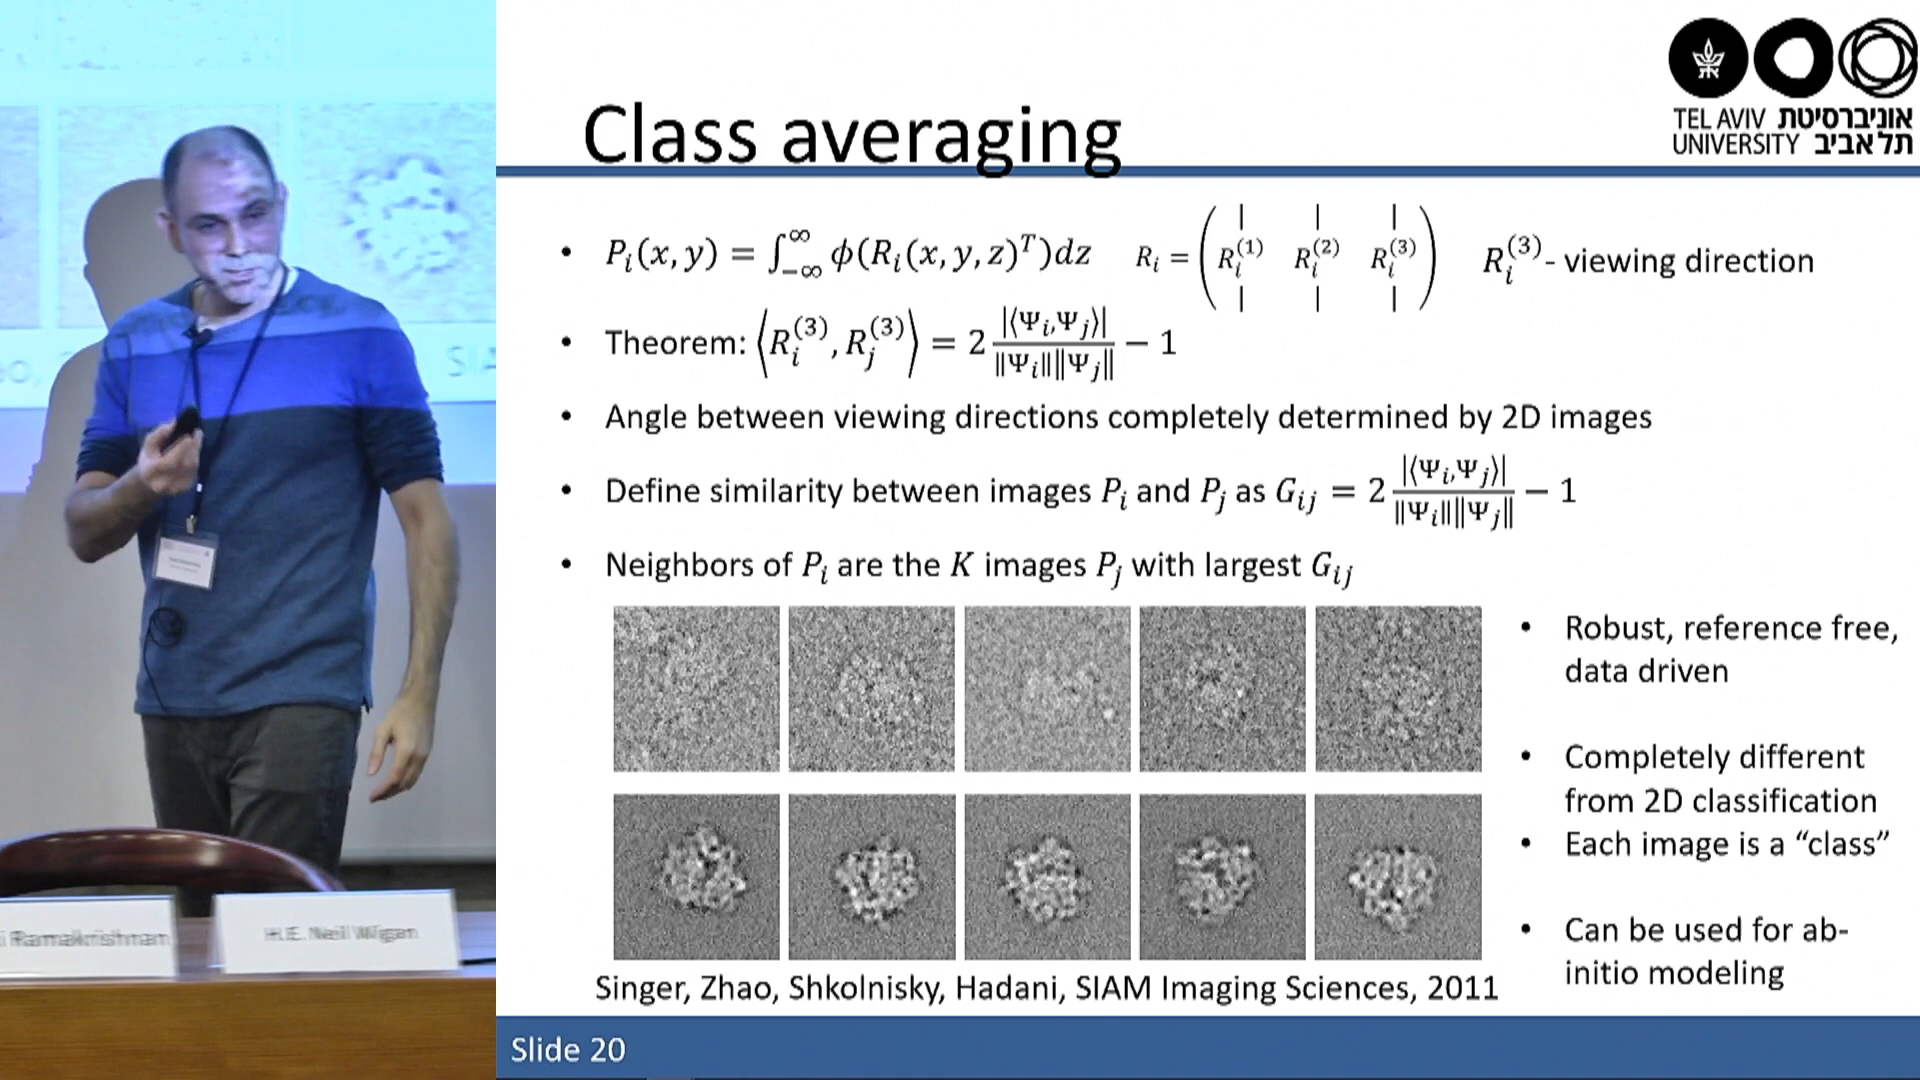 Class averaging
TEL AVIV אוניברסיטת
UNIVERSITY תל אביב
• P_i(x, y) = ∫_{-∞}^{∞} ϕ(R_i(x, y, z)^T)dz R_i = ( R_i^{(1)} R_i^{(2)} R_i^{(3)} ) R_i^{(3)}- viewing direction
• Theorem: ⟨R_i^{(3)}, R_j^{(3)}⟩ = 2 |⟨Ψ_i,Ψ_j⟩| / ‖Ψ_i‖‖Ψ_j‖ − 1
• Angle between viewing directions completely determined by 2D images
• Define similarity between images P_i and P_j as G_{ij} = 2 |⟨Ψ_i,Ψ_j⟩| / ‖Ψ_i‖‖Ψ_j‖ − 1
• Neighbors of P_i are the K images P_j with largest G_{ij}
• Robust, reference free,
data driven
• Completely different
from 2D classification
• Each image is a “class”
• Can be used for ab-
initio modeling
Singer, Zhao, Shkolnisky, Hadani, SIAM Imaging Sciences, 2011
Slide 20
i Ramakrishnan
H.E. Neil Wigan